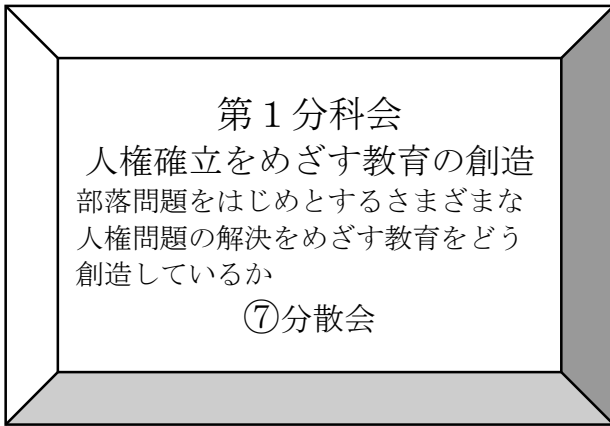 第１分科会
人権確立をめざす教育の創造
部落問題をはじめとするさまざまな
人権問題の解決をめざす教育をどう
創造しているか
⑦分散会